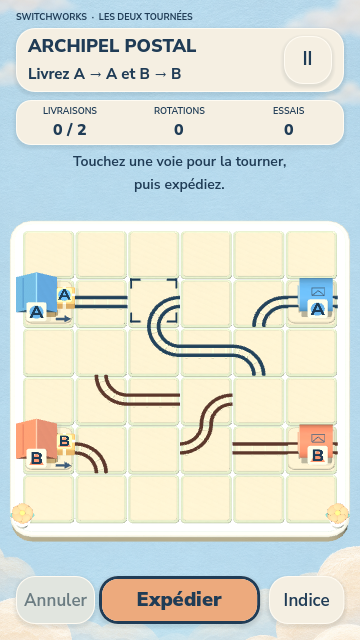 SWITCHWORKS · LES DEUX TOURNÉES
ARCHIPEL POSTAL
Livrez A → A et B → B
LIVRAISONS
ROTATIONS
ESSAIS
0 / 2
0
0
Touchez une voie pour la tourner,
puis expédiez.
A
A
A
B
B
B
Annuler
Expédier
Indice